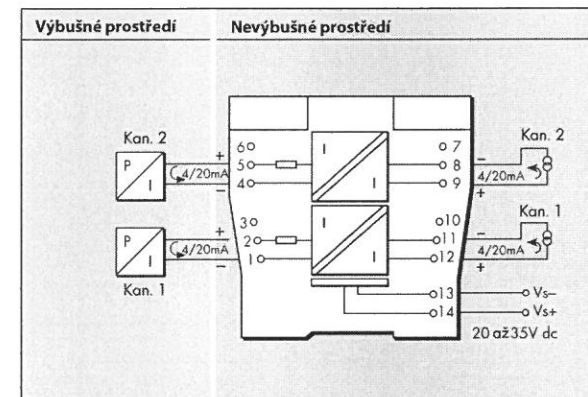 Výbušné prostředí
Nevýbušné prostředí
Kan. 2
P
I
+
4/20mA
−
6
5
4
I
I
7
8
9
−
4/20mA
+
Kan. 2
P
I
Kan. 1
+
4/20mA
−
3
2
1
I
I
10
11
12
−
4/20mA
+
Kan. 1
13
14
Vs−
Vs+
20 až35V dc